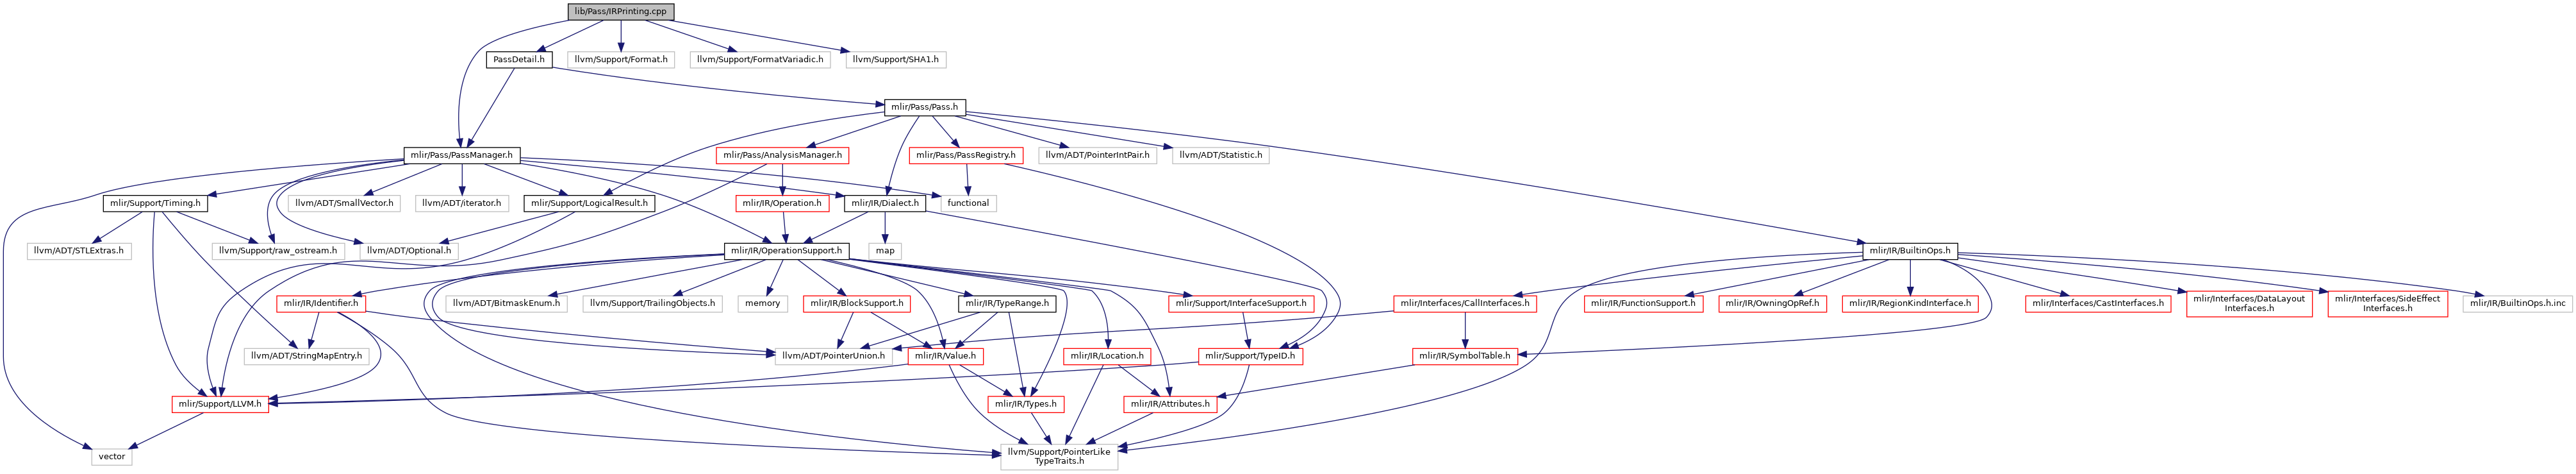 lib/Pass/IRPrinting.cpp
PassDetail.h
llvm/Support/Format.h
llvm/Support/FormatVariadic.h
llvm/Support/SHA1.h
mlir/Pass/Pass.h
mlir/Pass/PassManager.h
mlir/Pass/AnalysisManager.h
mlir/Pass/PassRegistry.h
llvm/ADT/PointerIntPair.h
llvm/ADT/Statistic.h
mlir/Support/Timing.h
llvm/ADT/SmallVector.h
llvm/ADT/iterator.h
mlir/Support/LogicalResult.h
mlir/IR/Operation.h
mlir/IR/Dialect.h
functional
llvm/ADT/STLExtras.h
llvm/Support/raw_ostream.h
llvm/ADT/Optional.h
mlir/IR/OperationSupport.h
map
mlir/IR/BuiltinOps.h
mlir/IR/Identifier.h
llvm/ADT/BitmaskEnum.h
llvm/Support/TrailingObjects.h
memory
mlir/IR/BlockSupport.h
mlir/IR/TypeRange.h
mlir/Support/InterfaceSupport.h
mlir/Interfaces/CallInterfaces.h
mlir/IR/FunctionSupport.h
mlir/IR/OwningOpRef.h
mlir/IR/RegionKindInterface.h
mlir/Interfaces/CastInterfaces.h
mlir/Interfaces/DataLayout
Interfaces.h
mlir/Interfaces/SideEffect
Interfaces.h
mlir/IR/BuiltinOps.h.inc
llvm/ADT/StringMapEntry.h
llvm/ADT/PointerUnion.h
mlir/IR/Value.h
mlir/IR/Location.h
mlir/Support/TypeID.h
mlir/IR/SymbolTable.h
mlir/Support/LLVM.h
mlir/IR/Types.h
mlir/IR/Attributes.h
vector
llvm/Support/PointerLike
TypeTraits.h